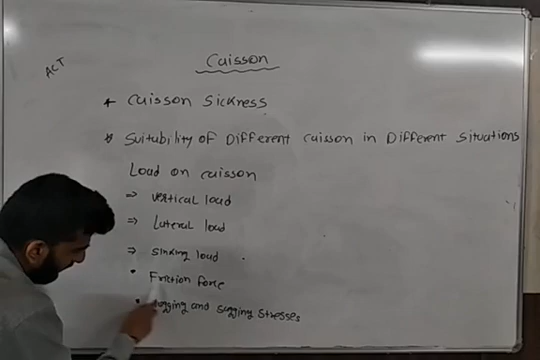 ACT
Caisson
Caisson Sickness
Suitability of Different caisson in Different Situations
Load on caisson
⇒ vertical load
⇒ Lateral load
⇒ sinking load
• Friction force
• and sagging stresses